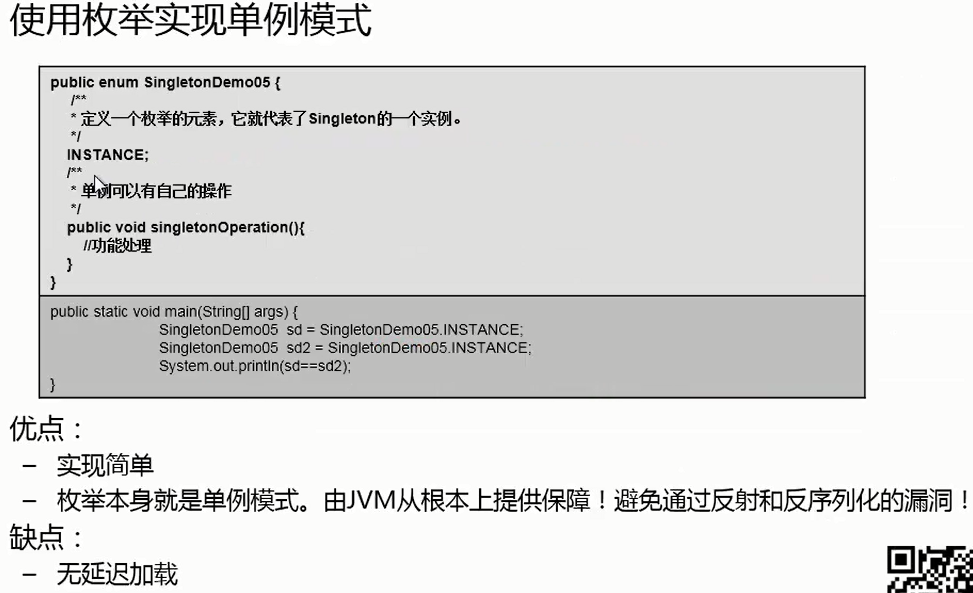 使用枚举实现单例模式
public enum SingletonDemo05 {
/**
* 定义一个枚举的元素，它就代表了Singleton的一个实例。
*/
INSTANCE;
/**
* 单例可以有自己的操作
*/
public void singletonOperation(){
//功能处理
}
}
public static void main(String[] args) {
SingletonDemo05 sd = SingletonDemo05.INSTANCE;
SingletonDemo05 sd2 = SingletonDemo05.INSTANCE;
System.out.println(sd==sd2);
}
优点：
– 实现简单
– 枚举本身就是单例模式。由JVM从根本上提供保障！避免通过反射和反序列化的漏洞！
缺点：
– 无延迟加载